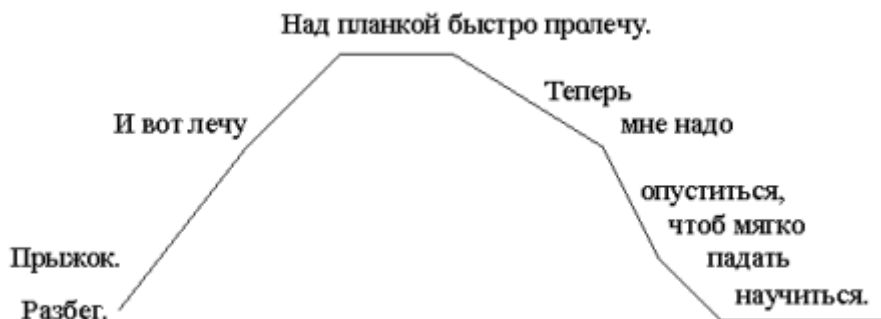 Разбег.
Прыжок.
И вот лечу
Над планкой быстро пролечу.
Теперь
мне надо
опуститься,
чтоб мягко
падать
научиться.